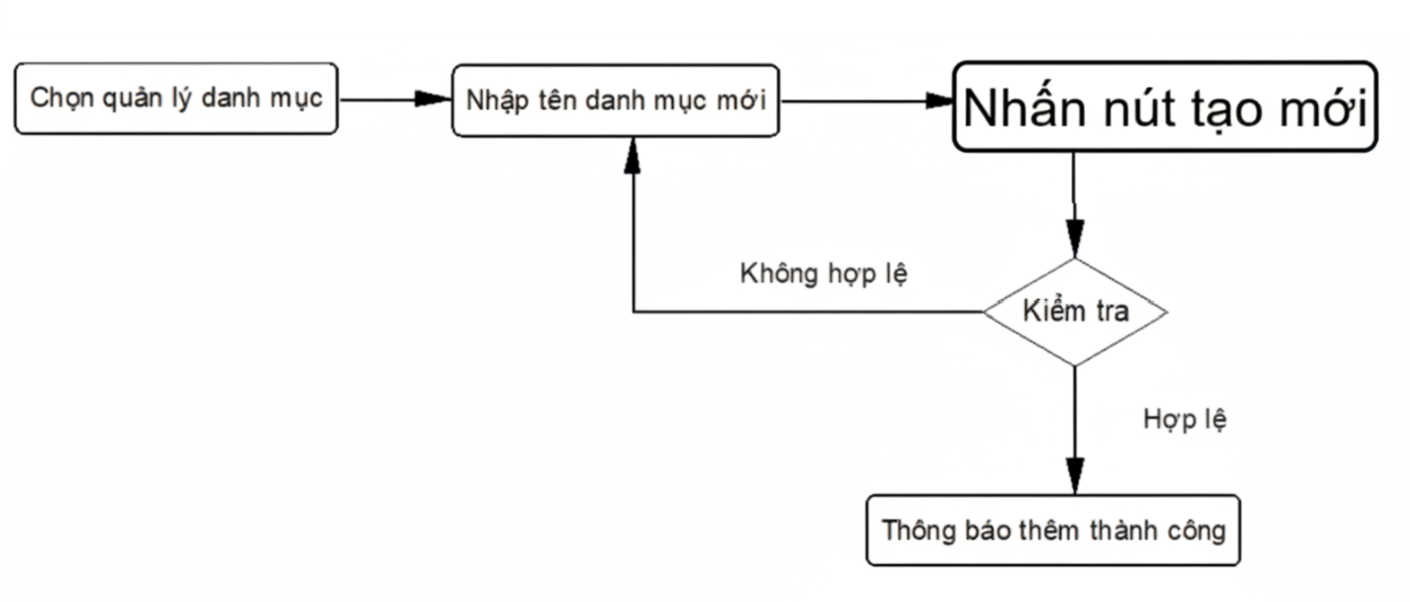 Chọn quản lý danh mục
Nhập tên danh mục mới
Nhấn nút tạo mới
Không hợp lệ
Kiểm tra
Hợp lệ
Thông báo thêm thành công